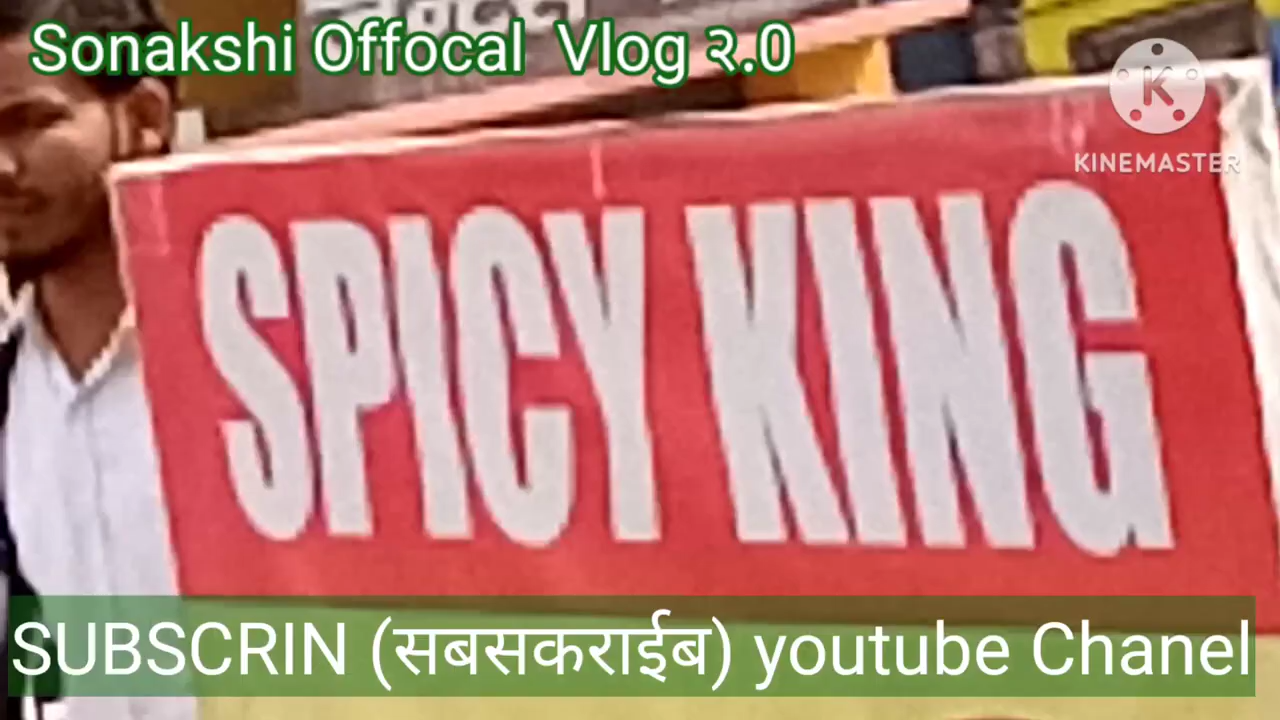 Sonakshi Offocal Vlog २.0
KINEMASTER
SPICY KING
SUBSCRIN (सबसकराईब) youtube Chanel